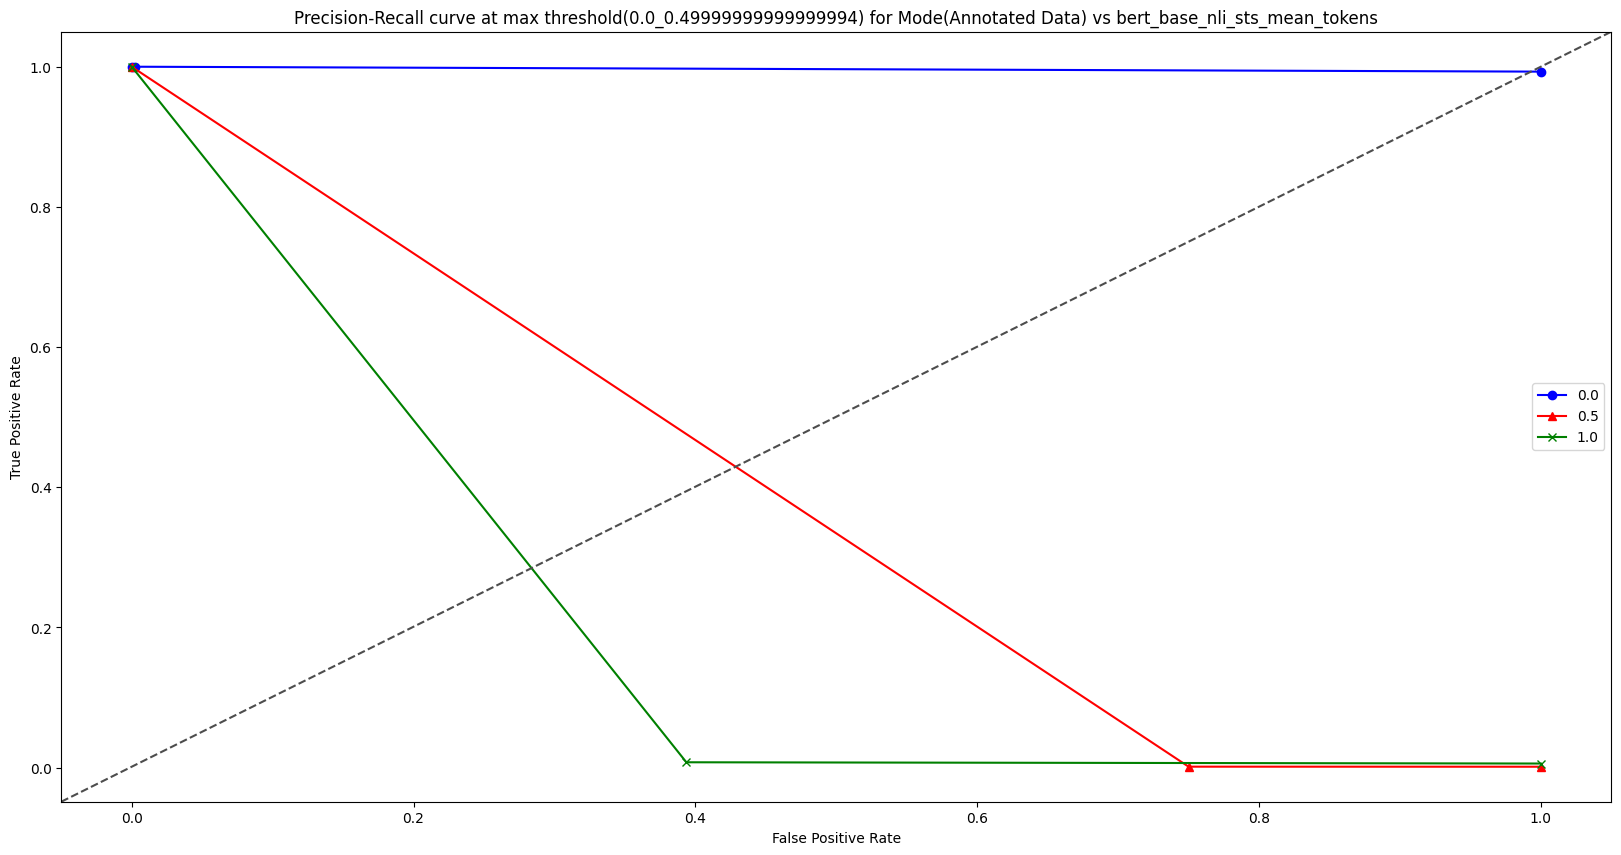 Precision-Recall curve at max threshold(0.0_0.49999999999999994) for Mode(Annotated Data) vs bert_base_nli_sts_mean_tokens
1.0
0.8
0.6
0.4
0.2
0.0
True Positive Rate
0.0
0.5
1.0
0.0 0.2 0.4 0.6 0.8 1.0
False Positive Rate